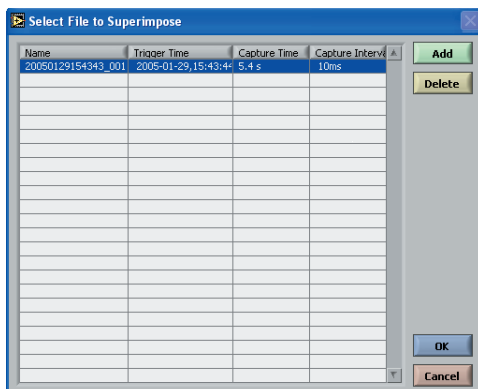 Select File to Superimpose
Name Trigger Time Capture Time Capture Interva
20050129154343_001 2005-01-29,15:43:44 5.4 s 10ms
Add
Delete
OK
Cancel